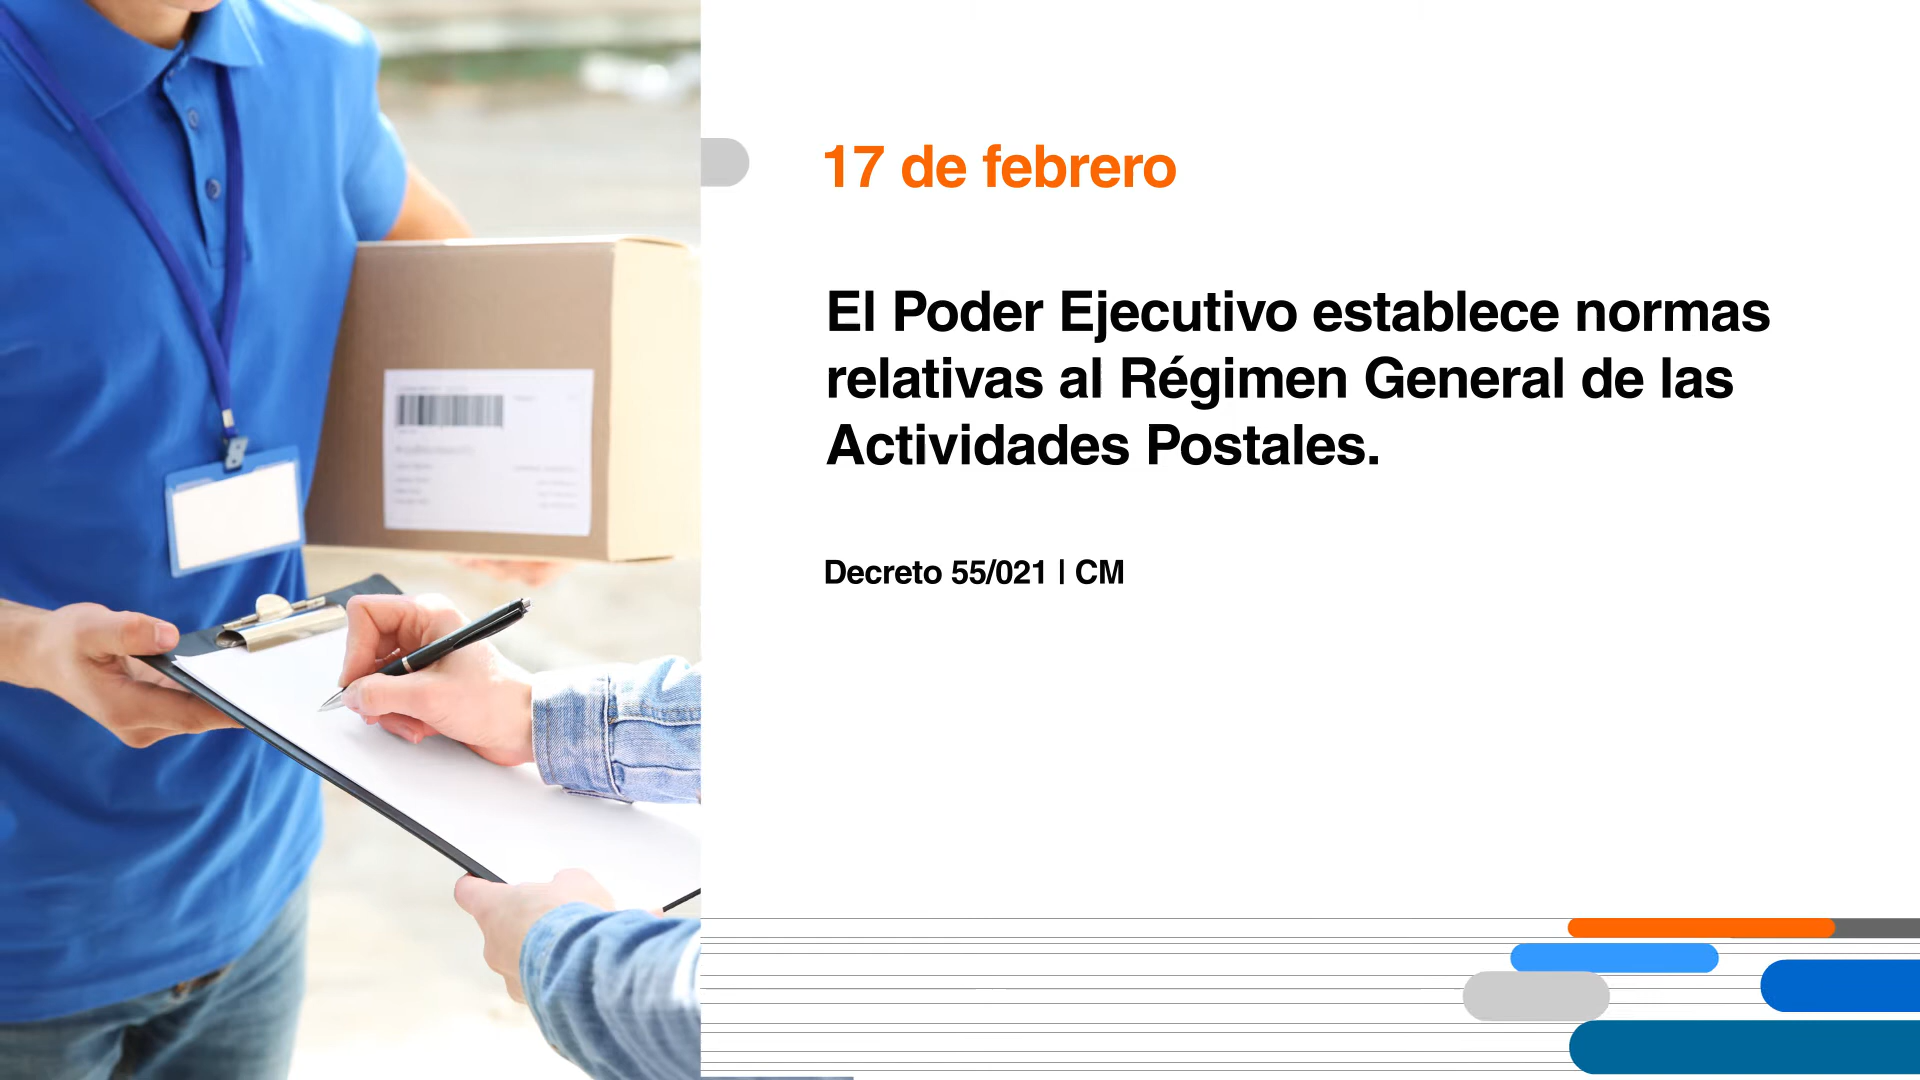 17 de febrero
El Poder Ejecutivo establece normas
relativas al Régimen General de las
Actividades Postales.
Decreto 55/021 | CM